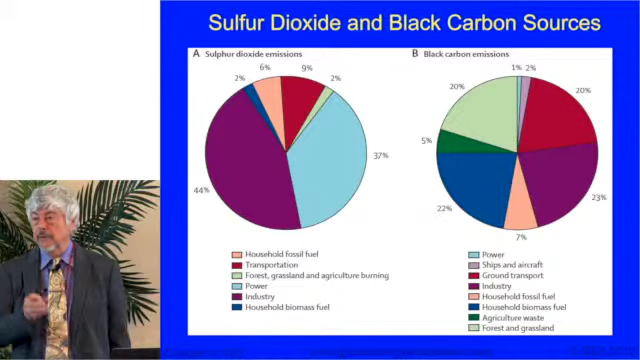 Sulfur Dioxide and Black Carbon Sources
A Sulphur dioxide emissions
2%
6%
9%
2%
37%
44%
Household fossil fuel
Transportation
Forest, grassland and agriculture burning
Power
Industry
Household biomass fuel
B Black carbon emissions
1%
2%
20%
20%
5%
22%
7%
23%
Power
Ships and aircraft
Ground transport
Industry
Household fossil fuel
Household biomass fuel
Agriculture waste
Forest and grassland